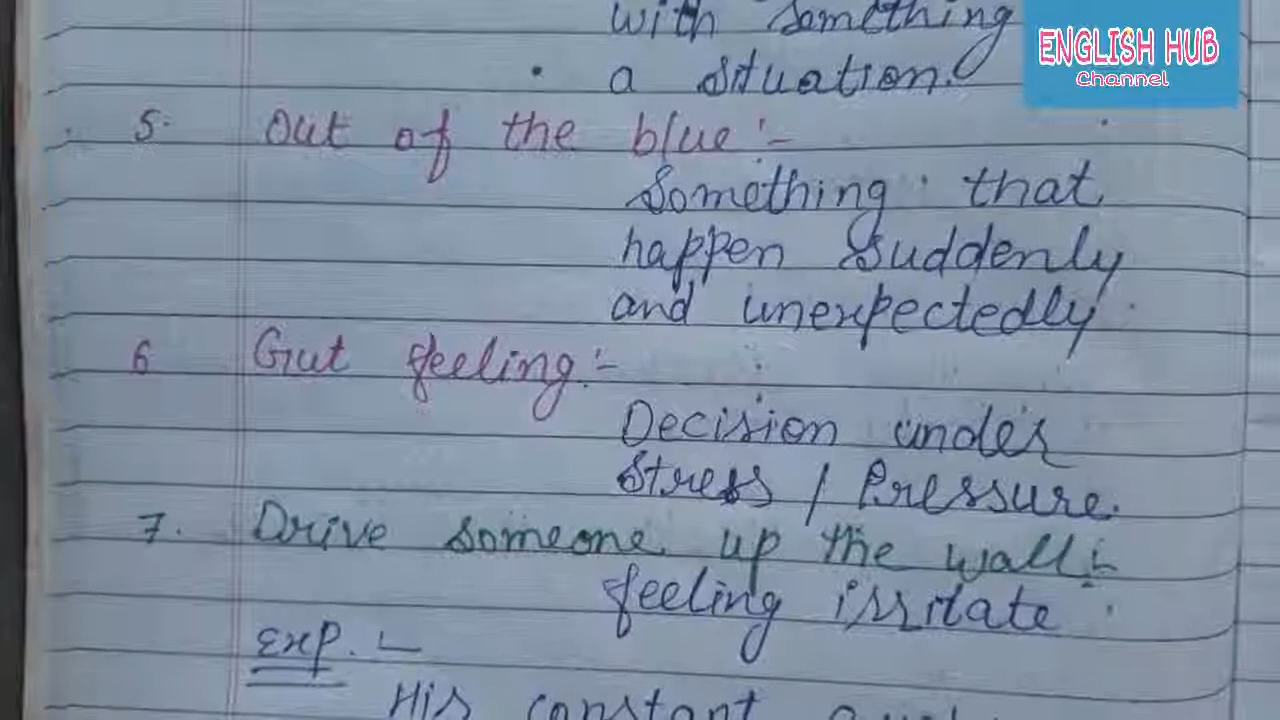 with something
a situation.
ENGLISH HUB
Channel
5. Out of the blue :-
Something that
happen suddenly
and unexpectedly.
6 Gut feeling :-
Decision under
Stress / Pressure.
7. Drive someone up the wall :-
feeling irritate
Exp. :-
His constant